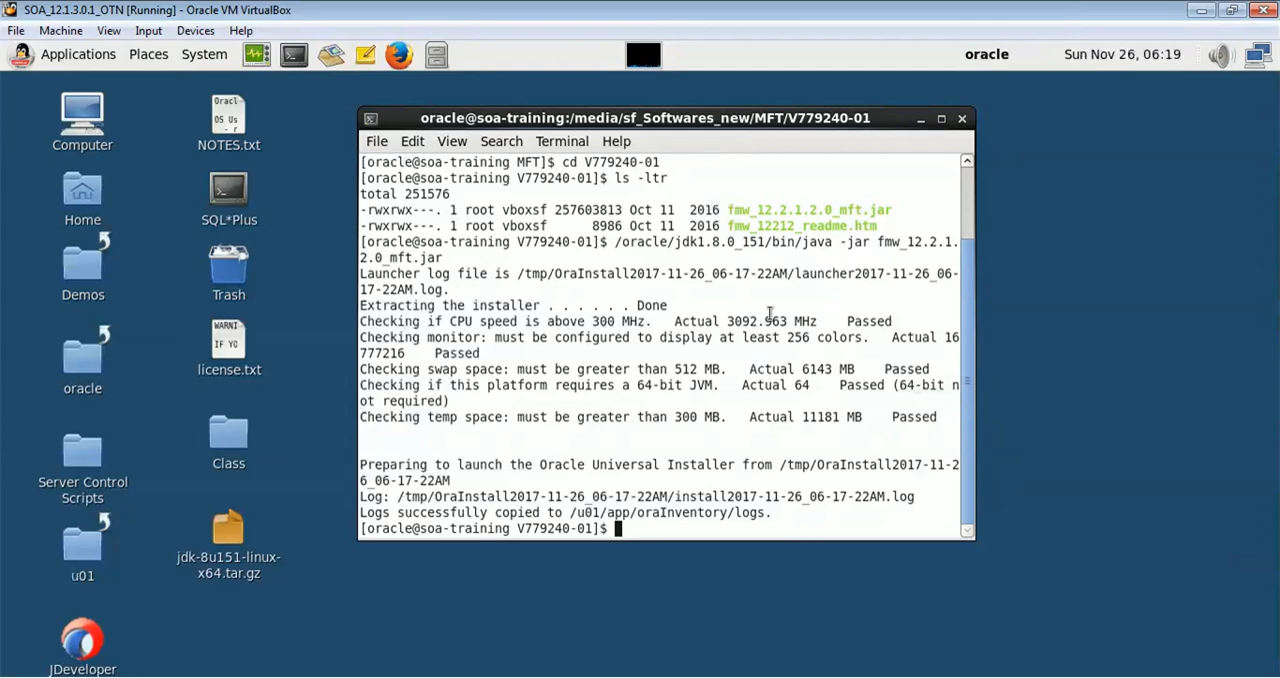 SOA_12.1.3.0.1_OTN [Running] - Oracle VM VirtualBox
File Machine View Input Devices Help
Applications Places System oracle Sun Nov 26, 06:19
Computer
Oracl
OS Us
- r
NOTES.txt
Home
SQL*Plus
Demos
Trash
oracle
WARNI
IF YO
license.txt
Server Control
Scripts
Class
u01
jdk-8u151-linux-
x64.tar.gz
JDeveloper
oracle@soa-training:/media/sf_Softwares_new/MFT/V779240-01
File Edit View Search Terminal Help
[oracle@soa-training MFT]$ cd V779240-01
[oracle@soa-training V779240-01]$ ls -ltr
total 251576
-rwxrwx---. 1 root vboxsf 257603813 Oct 11  2016 fmw_12.2.1.2.0_mft.jar
-rwxrwx---. 1 root vboxsf      8986 Oct 11  2016 fmw_12212_readme.htm
[oracle@soa-training V779240-01]$ /oracle/jdk1.8.0_151/bin/java -jar fmw_12.2.1.
2.0_mft.jar
Launcher log file is /tmp/OraInstall2017-11-26_06-17-22AM/launcher2017-11-26_06-
17-22AM.log.
Extracting the installer . . . . . . Done
Checking if CPU speed is above 300 MHz.   Actual 3092.963 MHz    Passed
Checking monitor: must be configured to display at least 256 colors.   Actual 16
777216    Passed
Checking swap space: must be greater than 512 MB.   Actual 6143 MB    Passed
Checking if this platform requires a 64-bit JVM.   Actual 64    Passed (64-bit n
ot required)
Checking temp space: must be greater than 300 MB.   Actual 11181 MB    Passed
Preparing to launch the Oracle Universal Installer from /tmp/OraInstall2017-11-2
6_06-17-22AM
Log: /tmp/OraInstall2017-11-26_06-17-22AM/install2017-11-26_06-17-22AM.log
Logs successfully copied to /u01/app/oraInventory/logs.
[oracle@soa-training V779240-01]$